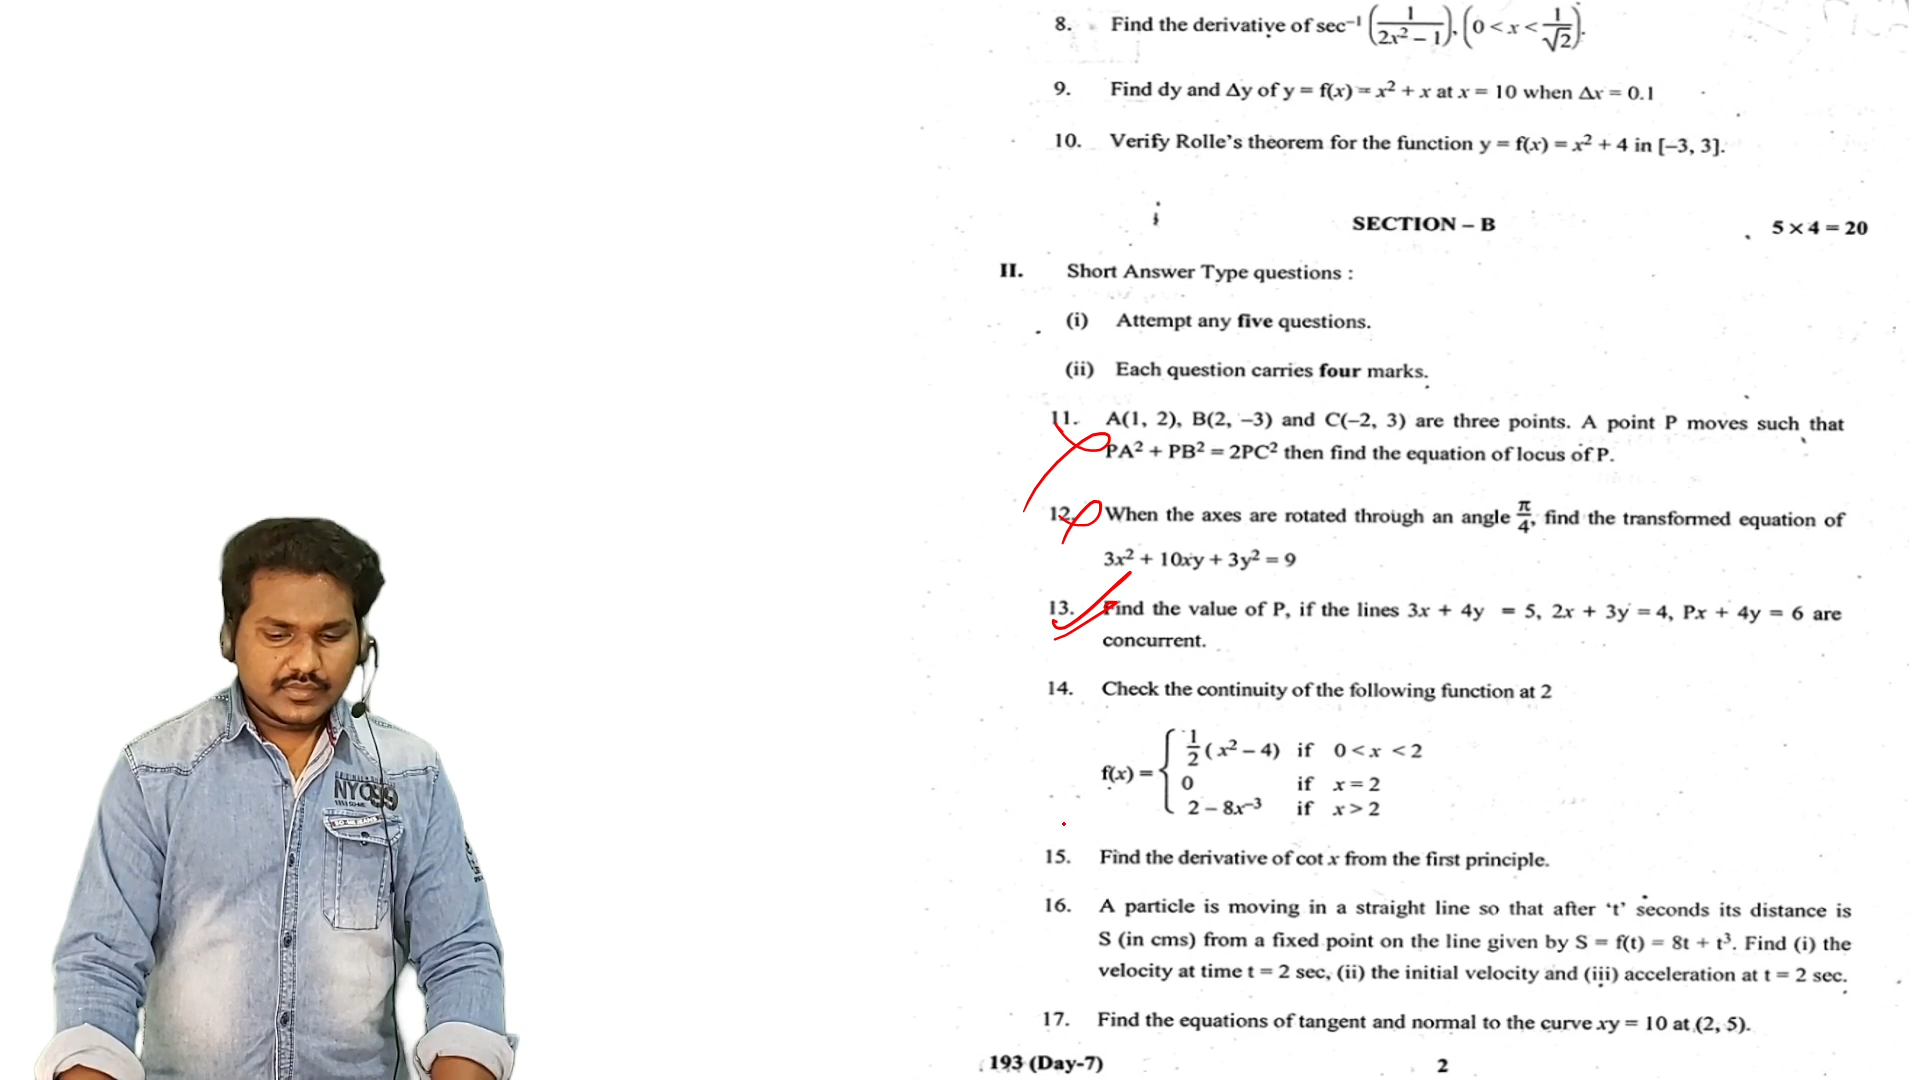 8. Find the derivative of sec⁻¹ (1/(2x² – 1)), (0 < x < 1/√2).
9. Find dy and Δy of y = f(x) = x² + x at x = 10 when Δx = 0.1
10. Verify Rolle’s theorem for the function y = f(x) = x² + 4 in [–3, 3].
SECTION – B 5 × 4 = 20
II. Short Answer Type questions :
(i) Attempt any five questions.
(ii) Each question carries four marks.
11. A(1, 2), B(2, –3) and C(–2, 3) are three points. A point P moves such that
PA² + PB² = 2PC² then find the equation of locus of P.
12. When the axes are rotated through an angle π/4, find the transformed equation of
3x² + 10xy + 3y² = 9
13. Find the value of P, if the lines 3x + 4y = 5, 2x + 3y = 4, Px + 4y = 6 are
concurrent.
14. Check the continuity of the following function at 2
f(x) = { 1/2 (x² – 4) if 0 < x < 2
0 if x = 2
2 – 8x⁻³ if x > 2
15. Find the derivative of cot x from the first principle.
16. A particle is moving in a straight line so that after ‘t’ seconds its distance is
S (in cms) from a fixed point on the line given by S = f(t) = 8t + t³. Find (i) the
velocity at time t = 2 sec, (ii) the initial velocity and (iii) acceleration at t = 2 sec.
17. Find the equations of tangent and normal to the curve xy = 10 at (2, 5).
193 (Day-7) 2
NYC